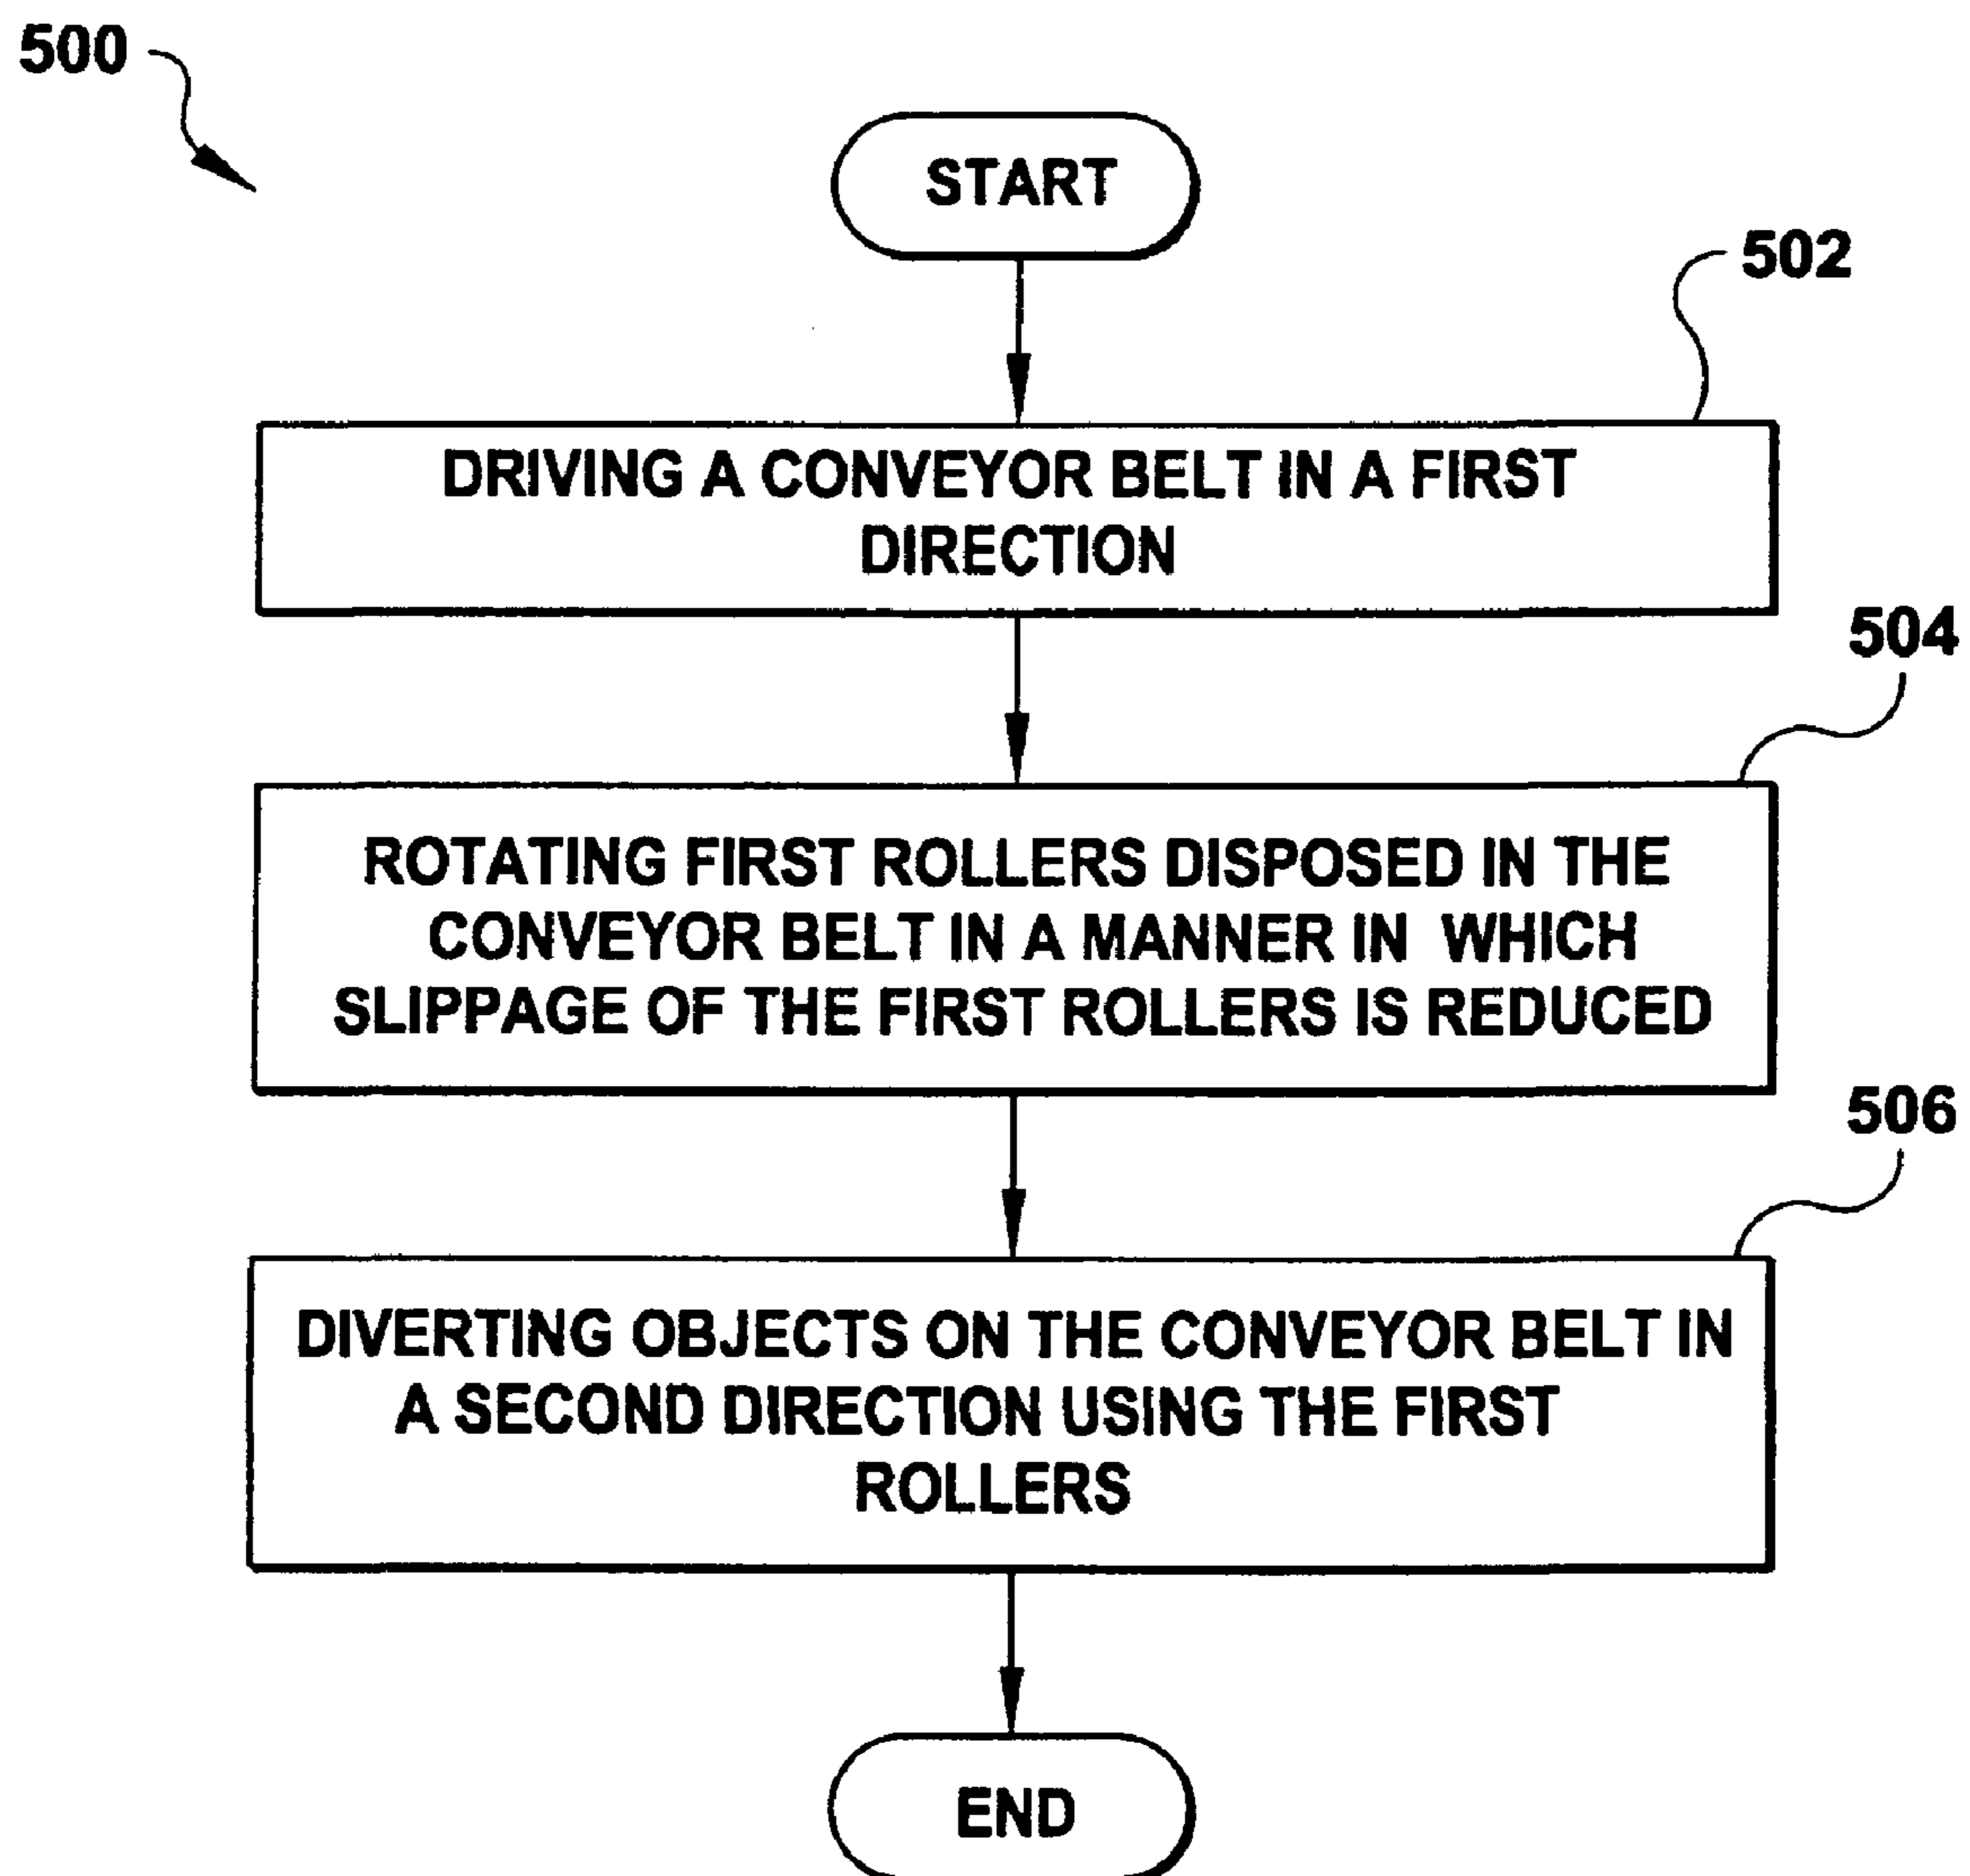 500
START
502
DRIVING A CONVEYOR BELT IN A FIRST
DIRECTION
504
ROTATING FIRST ROLLERS DISPOSED IN THE
CONVEYOR BELT IN A MANNER IN WHICH
SLIPPAGE OF THE FIRST ROLLERS IS REDUCED
506
DIVERTING OBJECTS ON THE CONVEYOR BELT IN
A SECOND DIRECTION USING THE FIRST
ROLLERS
END